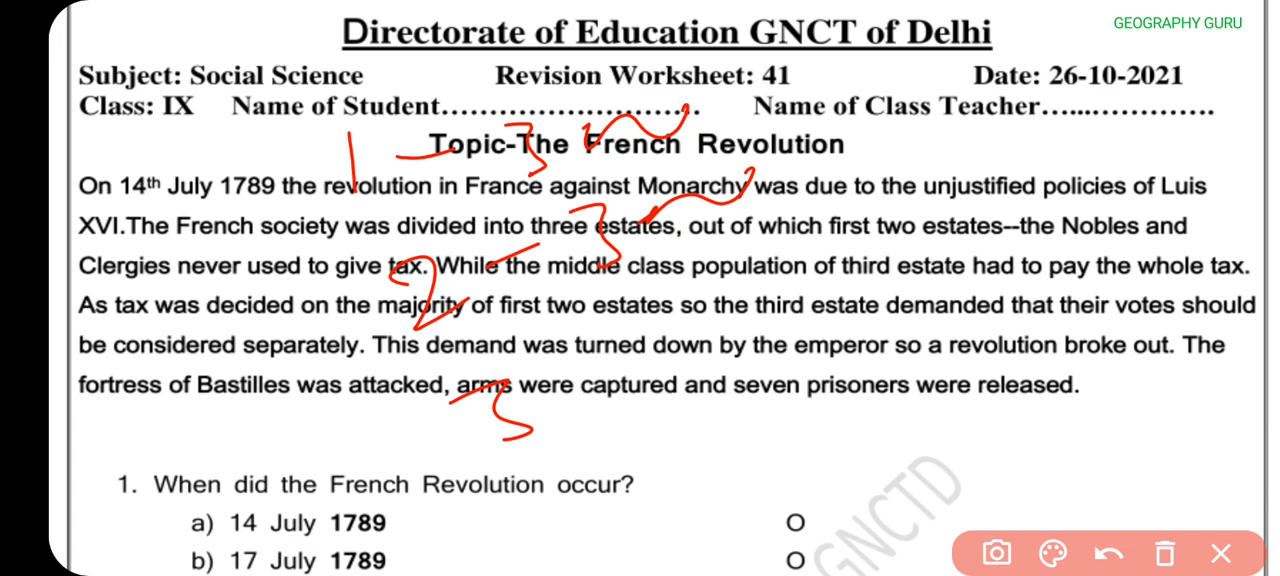 GEOGRAPHY GURU
Directorate of Education GNCT of Delhi
Subject: Social Science Revision Worksheet: 41 Date: 26-10-2021
Class: IX Name of Student............................ Name of Class Teacher..................
Topic-The French Revolution
On 14th July 1789 the revolution in France against Monarchy was due to the unjustified policies of Luis
XVI.The French society was divided into three estates, out of which first two estates--the Nobles and
Clergies never used to give tax. While the middle class population of third estate had to pay the whole tax.
As tax was decided on the majority of first two estates so the third estate demanded that their votes should
be considered separately. This demand was turned down by the emperor so a revolution broke out. The
fortress of Bastilles was attacked, arms were captured and seven prisoners were released.
1 - 3
2 - 3
3
1. When did the French Revolution occur?
a) 14 July 1789 O
b) 17 July 1789 O
GNCTD